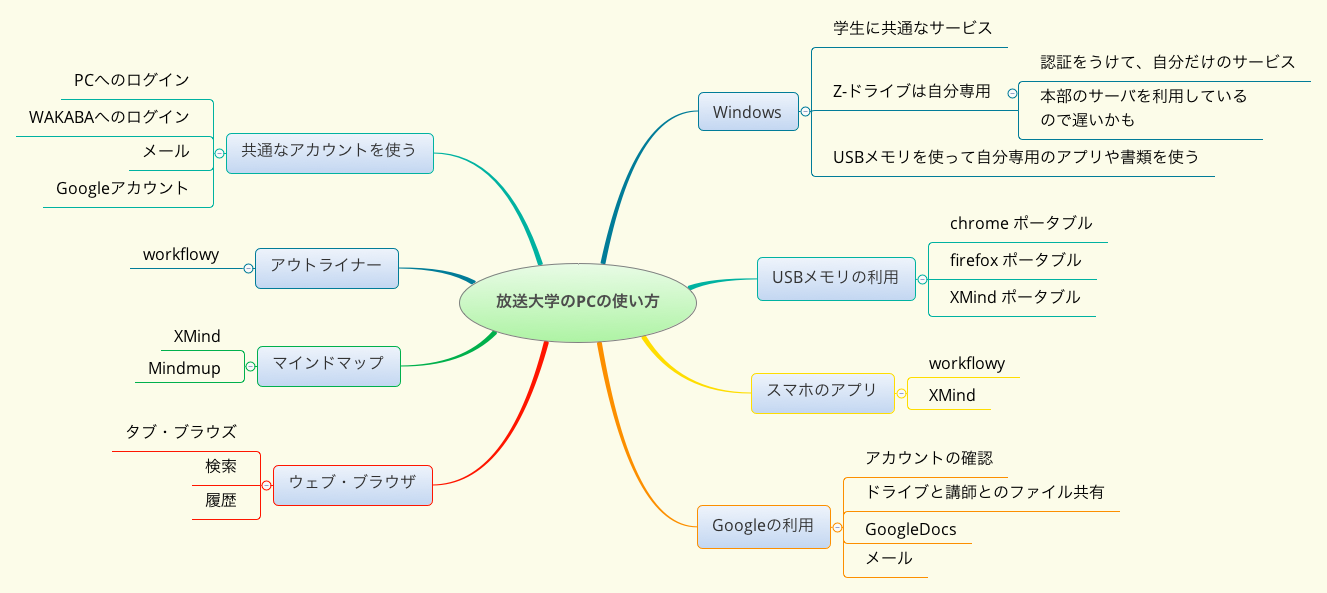 放送大学のPCの使い方
Windows
学生に共通なサービス
Z-ドライブは自分専用
認証をうけて、自分だけのサービス
本部のサーバを利用している
ので遅いかも
USBメモリを使って自分専用のアプリや書類を使う
USBメモリの利用
chrome ポータブル
firefox ポータブル
XMind ポータブル
スマホのアプリ
workflowy
XMind
Googleの利用
アカウントの確認
ドライブと講師とのファイル共有
GoogleDocs
メール
共通なアカウントを使う
PCへのログイン
WAKABAへのログイン
メール
Googleアカウント
アウトライナー
workflowy
マインドマップ
XMind
Mindmup
ウェブ・ブラウザ
タブ・ブラウズ
検索
履歴